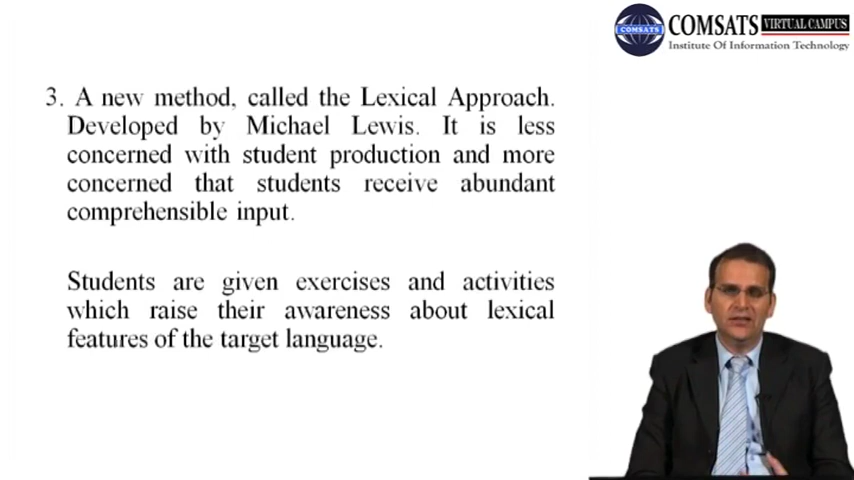 COMSATS VIRTUAL CAMPUS
COMSATS
Institute Of Information Technology
3. A new method, called the Lexical Approach.
Developed by Michael Lewis. It is less
concerned with student production and more
concerned that students receive abundant
comprehensible input.
Students are given exercises and activities
which raise their awareness about lexical
features of the target language.